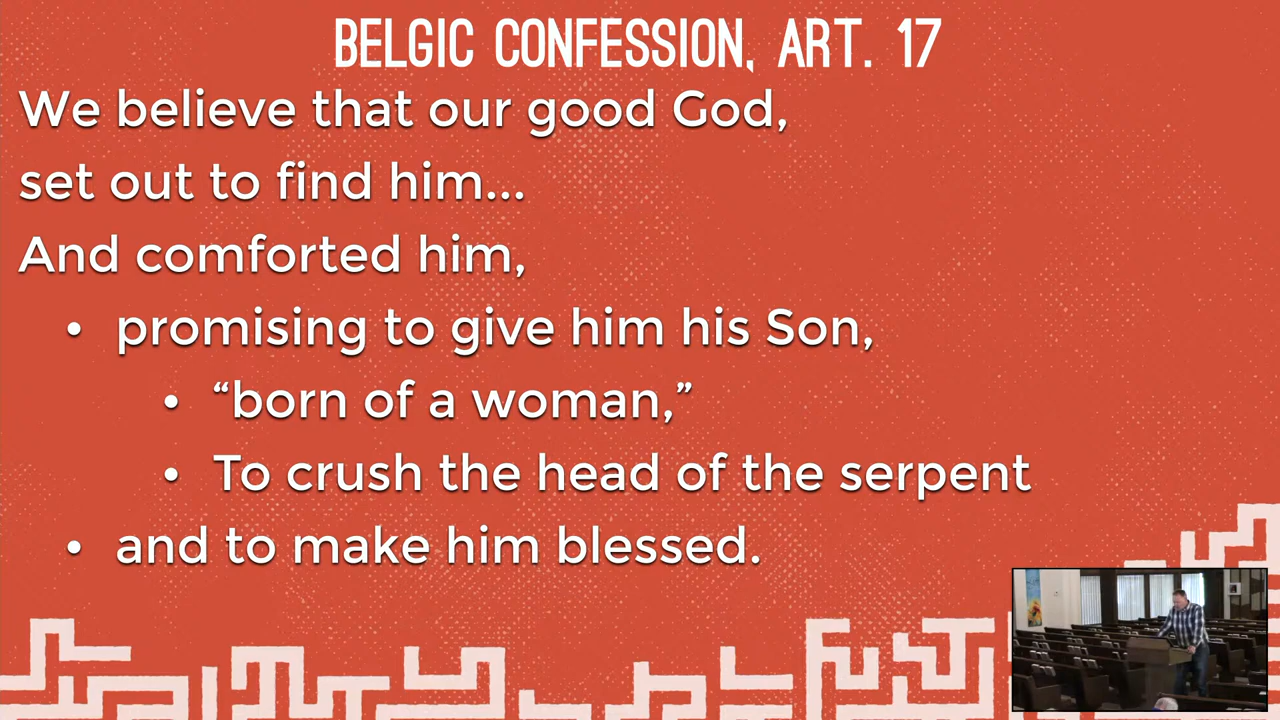 BELGIC CONFESSION, ART. 17
We believe that our good God,
set out to find him...
And comforted him,
• promising to give him his Son,
• “born of a woman,”
• To crush the head of the serpent
• and to make him blessed.